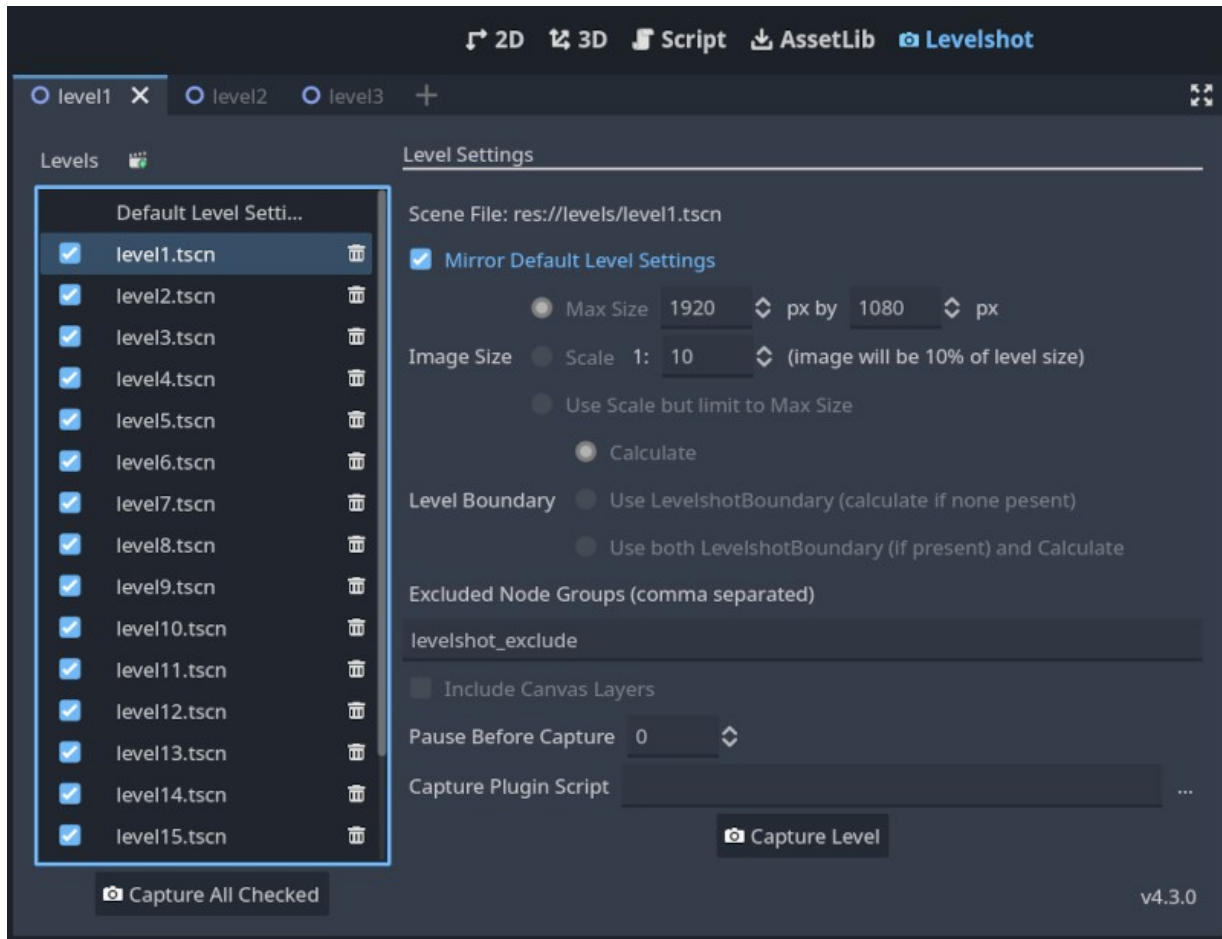 2D 3D Script AssetLib Levelshot
level1 level2 level3
Levels
Default Level Setti...
level1.tscn
level2.tscn
level3.tscn
level4.tscn
level5.tscn
level6.tscn
level7.tscn
level8.tscn
level9.tscn
level10.tscn
level11.tscn
level12.tscn
level13.tscn
level14.tscn
level15.tscn
Capture All Checked
Level Settings
Scene File: res://levels/level1.tscn
Mirror Default Level Settings
Max Size 1920 px by 1080 px
Image Size Scale 1: 10 (image will be 10% of level size)
Use Scale but limit to Max Size
Calculate
Level Boundary Use LevelshotBoundary (calculate if none pesent)
Use both LevelshotBoundary (if present) and Calculate
Excluded Node Groups (comma separated)
levelshot_exclude
Include Canvas Layers
Pause Before Capture 0
Capture Plugin Script ...
Capture Level
v4.3.0